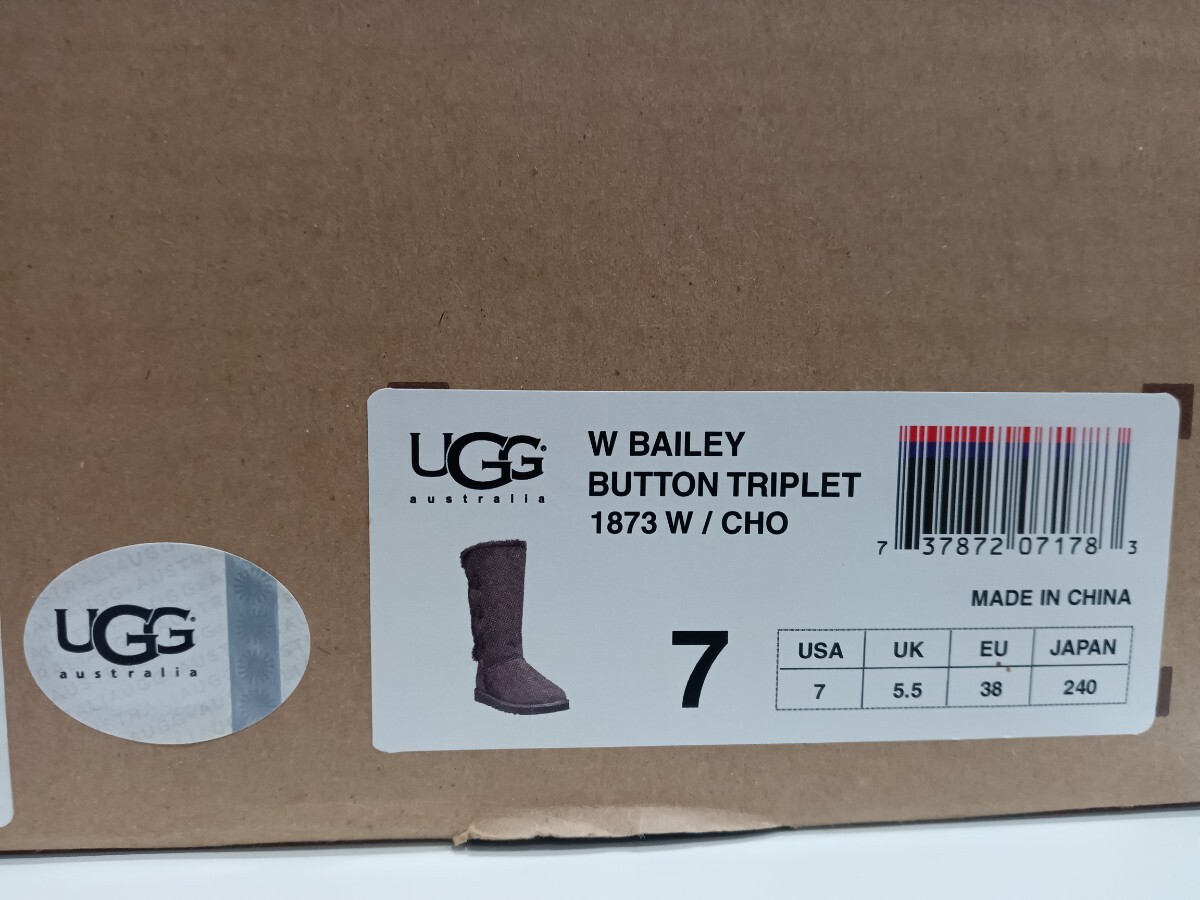 UGG®
australia
W BAILEY
BUTTON TRIPLET
1873 W / CHO
7 37872 07178 3
MADE IN CHINA
7
USA UK EU JAPAN
7 5.5 38 240
UGG®
australia